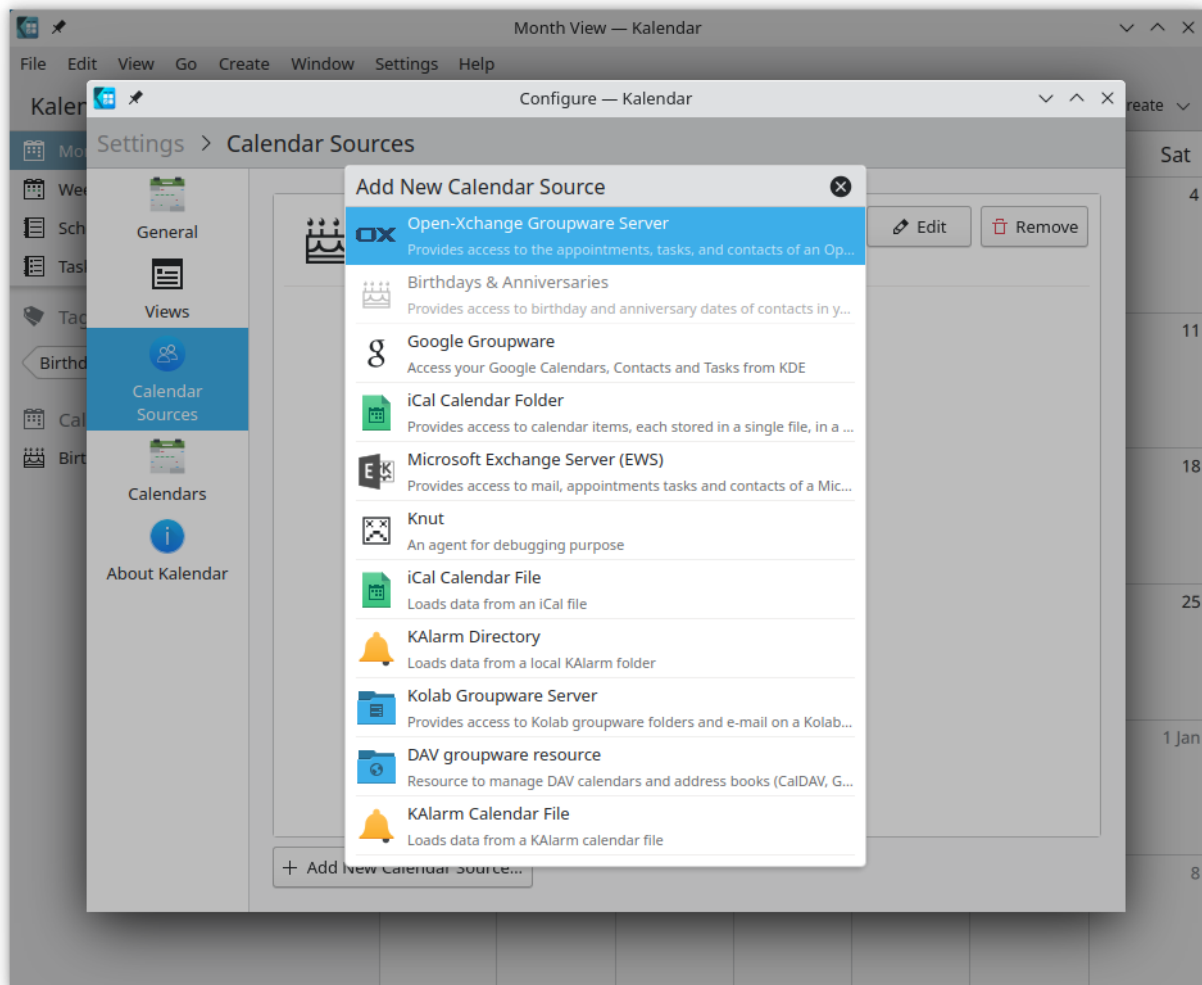 Month View — Kalendar
File Edit View Go Create Window Settings Help
Configure — Kalendar
Settings > Calendar Sources
Sat
4
11
18
25
1 Jan
8
General
Views
Calendar
Sources
Calendars
About Kalendar
Edit
Remove
Add New Calendar Source
OX
Open-Xchange Groupware Server
Provides access to the appointments, tasks, and contacts of an Op...
Birthdays & Anniversaries
Provides access to birthday and anniversary dates of contacts in y...
Google Groupware
Access your Google Calendars, Contacts and Tasks from KDE
iCal Calendar Folder
Provides access to calendar items, each stored in a single file, in a ...
Microsoft Exchange Server (EWS)
Provides access to mail, appointments tasks and contacts of a Mic...
Knut
An agent for debugging purpose
iCal Calendar File
Loads data from an iCal file
KAlarm Directory
Loads data from a local KAlarm folder
Kolab Groupware Server
Provides access to Kolab groupware folders and e-mail on a Kolab...
DAV groupware resource
Resource to manage DAV calendars and address books (CalDAV, G...
KAlarm Calendar File
Loads data from a KAlarm calendar file
+ Add New Calendar Source...